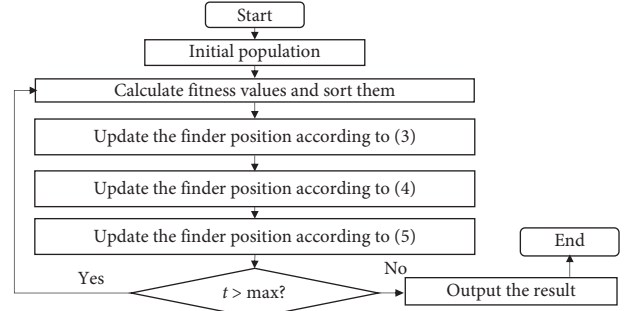 Start
Initial population
Calculate fitness values and sort them
Update the finder position according to (3)
Update the finder position according to (4)
Update the finder position according to (5)
End
Yes
No
t > max?
Output the result